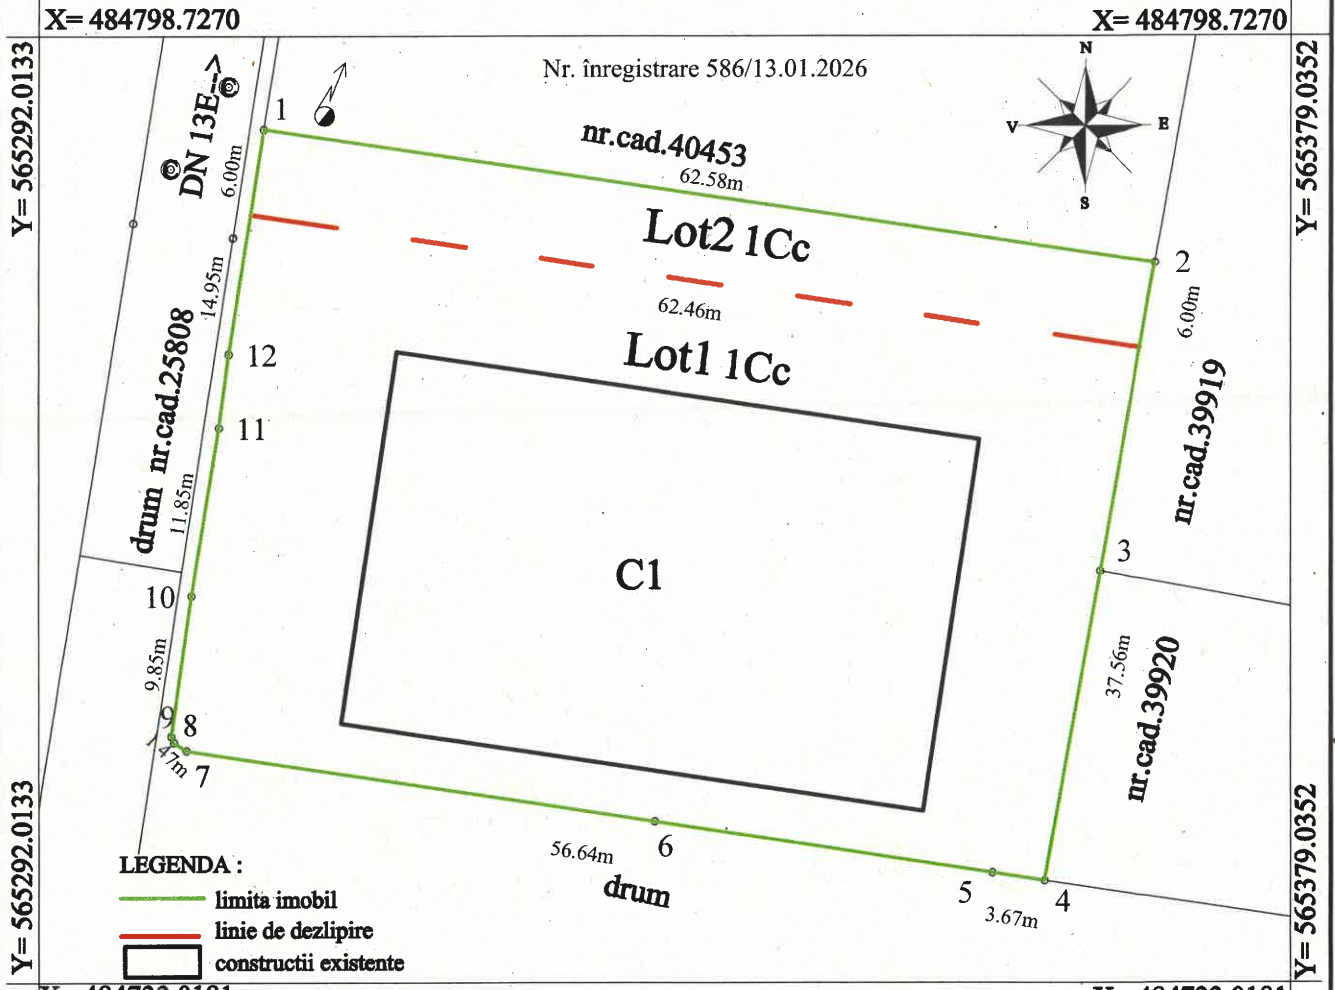 X= 484798.7270
X= 484798.7270
Y= 565292.0133
Y= 565379.0352
Nr. înregistrare 586/13.01.2026
N
V
E
S
DN 13E-->
1
nr.cad.40453
62.58m
6.00m
Lot2 1Cc
2
6.00m
62.46m
14.95m
Lot1 1Cc
12
11
drum nr.cad.25808
nr.cad.39919
11.85m
C1
3
10
9.85m
37.56m
nr.cad.39920
9
8
1.47m
7
6
56.64m
drum
5
4
3.67m
Y= 565292.0133
Y= 565379.0352
LEGENDA :
limita imobil
linie de dezlipire
constructii existente